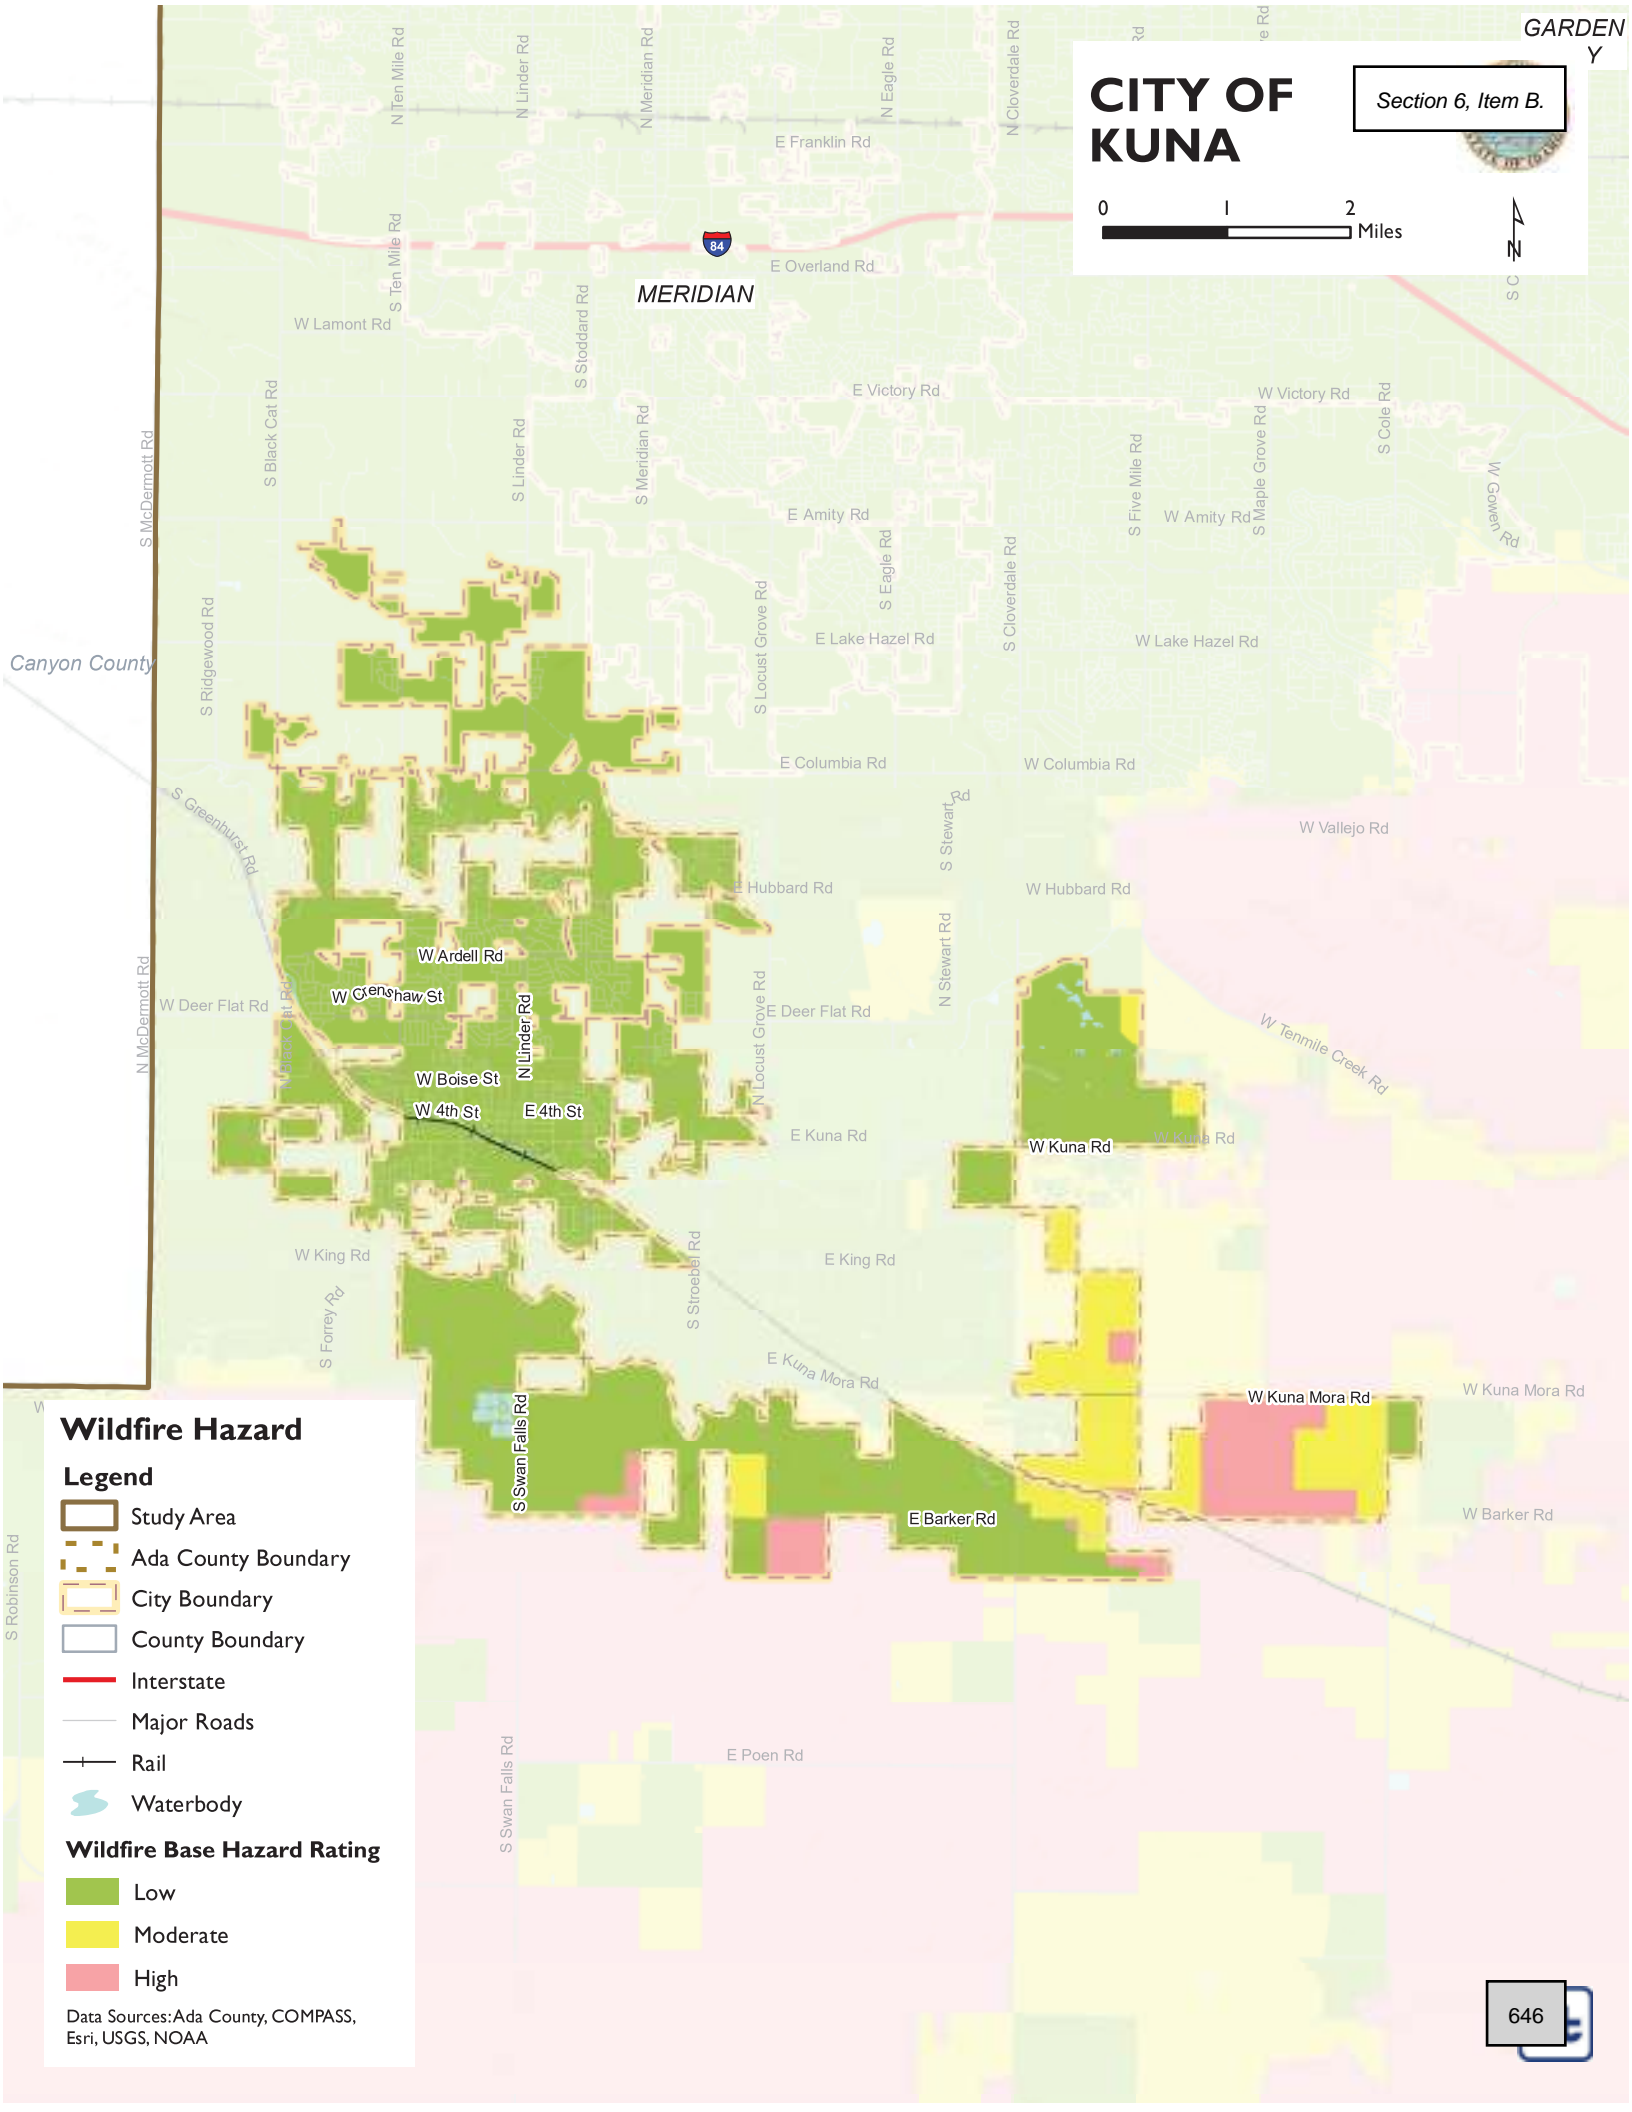 GARDEN
Y
CITY OF
KUNA
Section 6, Item B.
0 1 2
Miles
N
N Ten Mile Rd
N Linder Rd
N Meridian Rd
N Eagle Rd
N Cloverdale Rd
Rd
e Rd
E Franklin Rd
84
S Ten Mile Rd
E Overland Rd
MERIDIAN
S C
W Lamont Rd
S Stoddard Rd
E Victory Rd
W Victory Rd
S Cole Rd
S Black Cat Rd
S McDermott Rd
S Linder Rd
S Meridian Rd
S Five Mile Rd
S Maple Grove Rd
W Gowen Rd
E Amity Rd
W Amity Rd
S Eagle Rd
S Cloverdale Rd
S Ridgewood Rd
S Locust Grove Rd
E Lake Hazel Rd
W Lake Hazel Rd
Canyon County
E Columbia Rd
W Columbia Rd
S Greenhurst Rd
S Stewart Rd
W Vallejo Rd
E Hubbard Rd
W Hubbard Rd
W Ardell Rd
W Crenshaw St
N McDermott Rd
W Deer Flat Rd
N Black Cat Rd
N Linder Rd
N Locust Grove Rd
E Deer Flat Rd
N Stewart Rd
W Tenmile Creek Rd
W Boise St
W 4th St
E 4th St
E Kuna Rd
W Kuna Rd
W Kuna Rd
W King Rd
E King Rd
S Stroebel Rd
S Forrey Rd
E Kuna Mora Rd
W Kuna Mora Rd
W Kuna Mora Rd
W
S Swan Falls Rd
E Barker Rd
W Barker Rd
S Robinson Rd
E Poen Rd
S Swan Falls Rd
Wildfire Hazard
Legend
Study Area
Ada County Boundary
City Boundary
County Boundary
Interstate
Major Roads
Rail
Waterbody
Wildfire Base Hazard Rating
Low
Moderate
High
Data Sources: Ada County, COMPASS,
Esri, USGS, NOAA
646